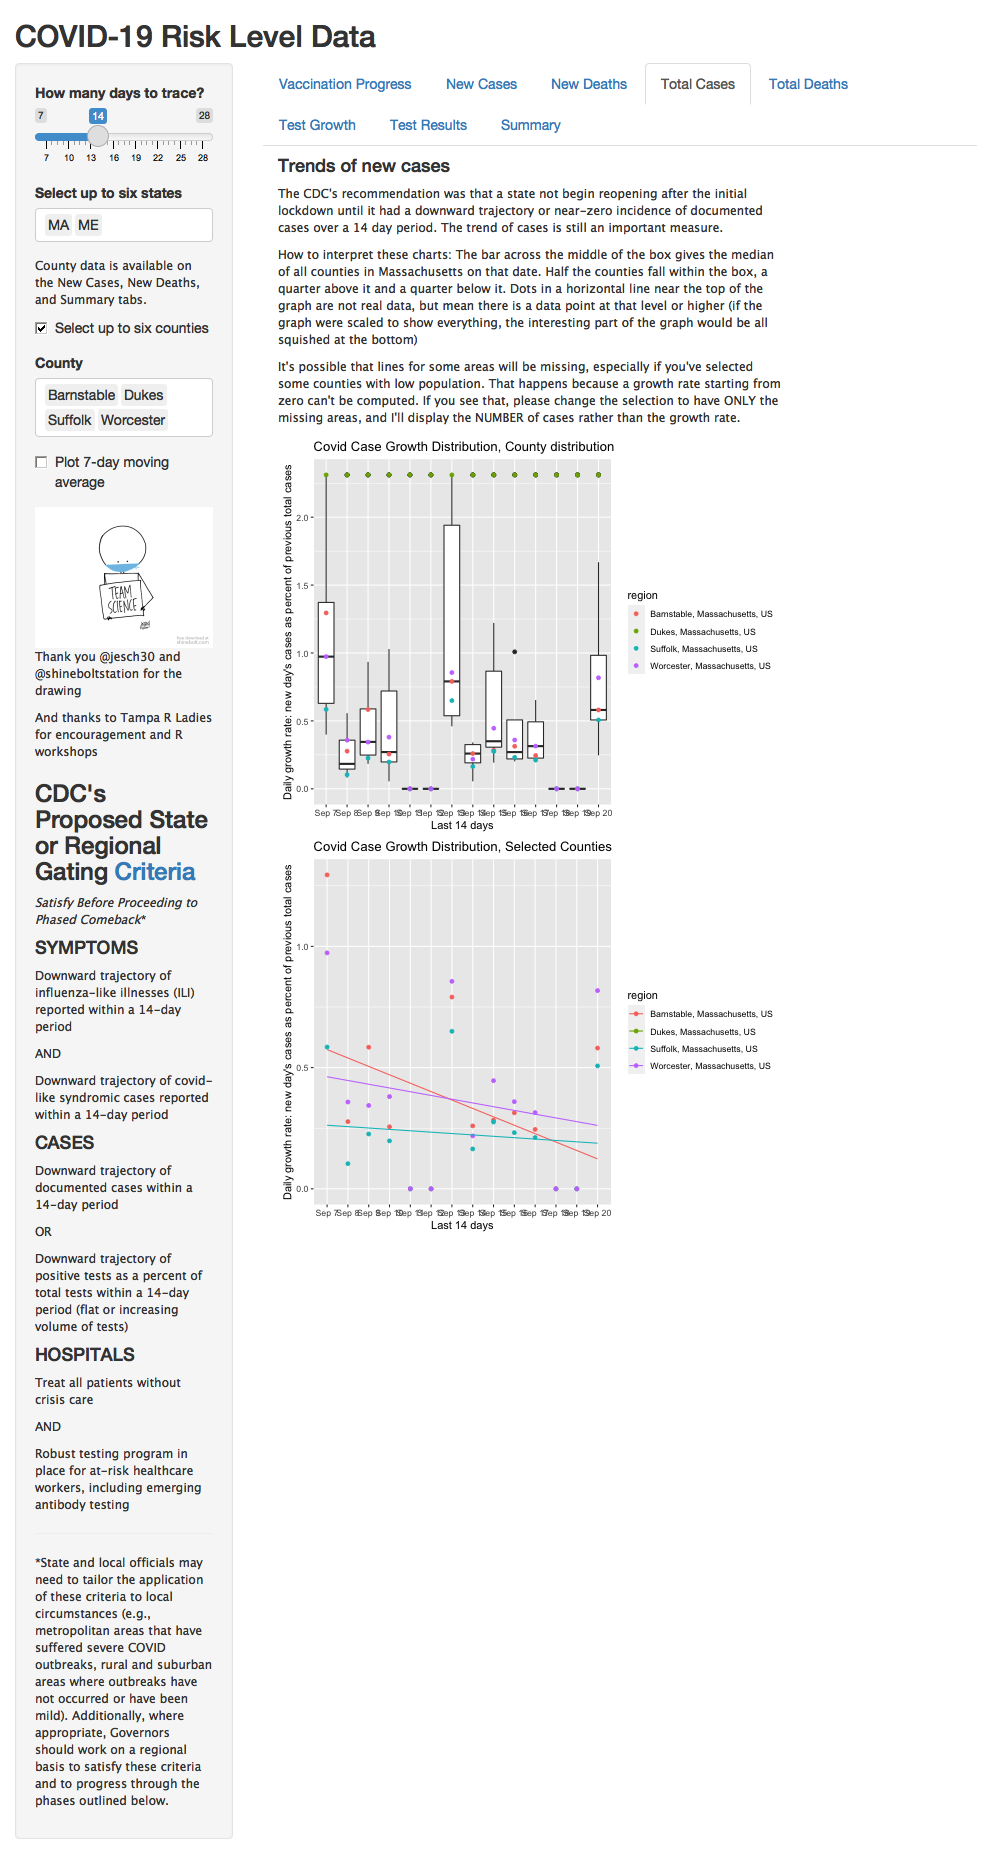 COVID-19 Risk Level Data
How many days to trace?
7 14 28
7 10 13 16 19 22 25 28
Select up to six states
MA ME
County data is available on
the New Cases, New Deaths,
and Summary tabs.
Select up to six counties
County
Barnstable Dukes
Suffolk Worcester
Plot 7-day moving
average
TEAM
SCIENCE
Thank you @jesch30 and
@shineboltstation for the
drawing
And thanks to Tampa R Ladies
for encouragement and R
workshops
CDC's
Proposed State
or Regional
Gating Criteria
Satisfy Before Proceeding to
Phased Comeback*
SYMPTOMS
Downward trajectory of
influenza-like illnesses (ILI)
reported within a 14-day
period
AND
Downward trajectory of covid-
like syndromic cases reported
within a 14-day period
CASES
Downward trajectory of
documented cases within a
14-day period
OR
Downward trajectory of
positive tests as a percent of
total tests within a 14-day
period (flat or increasing
volume of tests)
HOSPITALS
Treat all patients without
crisis care
AND
Robust testing program in
place for at-risk healthcare
workers, including emerging
antibody testing
*State and local officials may
need to tailor the application
of these criteria to local
circumstances (e.g.,
metropolitan areas that have
suffered severe COVID
outbreaks, rural and suburban
areas where outbreaks have
not occurred or have been
mild). Additionally, where
appropriate, Governors
should work on a regional
basis to satisfy these criteria
and to progress through the
phases outlined below.
Vaccination Progress New Cases New Deaths Total Cases Total Deaths
Test Growth Test Results Summary
Trends of new cases
The CDC's recommendation was that a state not begin reopening after the initial
lockdown until it had a downward trajectory or near-zero incidence of documented
cases over a 14 day period. The trend of cases is still an important measure.
How to interpret these charts: The bar across the middle of the box gives the median
of all counties in Massachusetts on that date. Half the counties fall within the box, a
quarter above it and a quarter below it. Dots in a horizontal line near the top of the
graph are not real data, but mean there is a data point at that level or higher (if the
graph were scaled to show everything, the interesting part of the graph would be all
squished at the bottom)
It's possible that lines for some areas will be missing, especially if you've selected
some counties with low population. That happens because a growth rate starting from
zero can't be computed. If you see that, please change the selection to have ONLY the
missing areas, and I'll display the NUMBER of cases rather than the growth rate.
Covid Case Growth Distribution, County distribution
Daily growth rate: new day's cases as percent of previous total cases
2.0
1.5
1.0
0.5
0.0
Sep 7 Sep 8 Sep 9 Sep 10 Sep 11 Sep 12 Sep 13 Sep 14 Sep 15 Sep 16 Sep 17 Sep 18 Sep 19 Sep 20
Last 14 days
region
Barnstable, Massachusetts, US
Dukes, Massachusetts, US
Suffolk, Massachusetts, US
Worcester, Massachusetts, US
Covid Case Growth Distribution, Selected Counties
Daily growth rate: new day's cases as percent of previous total cases
1.0
0.5
0.0
Sep 7 Sep 8 Sep 9 Sep 10 Sep 11 Sep 12 Sep 13 Sep 14 Sep 15 Sep 16 Sep 17 Sep 18 Sep 19 Sep 20
Last 14 days
region
Barnstable, Massachusetts, US
Dukes, Massachusetts, US
Suffolk, Massachusetts, US
Worcester, Massachusetts, US